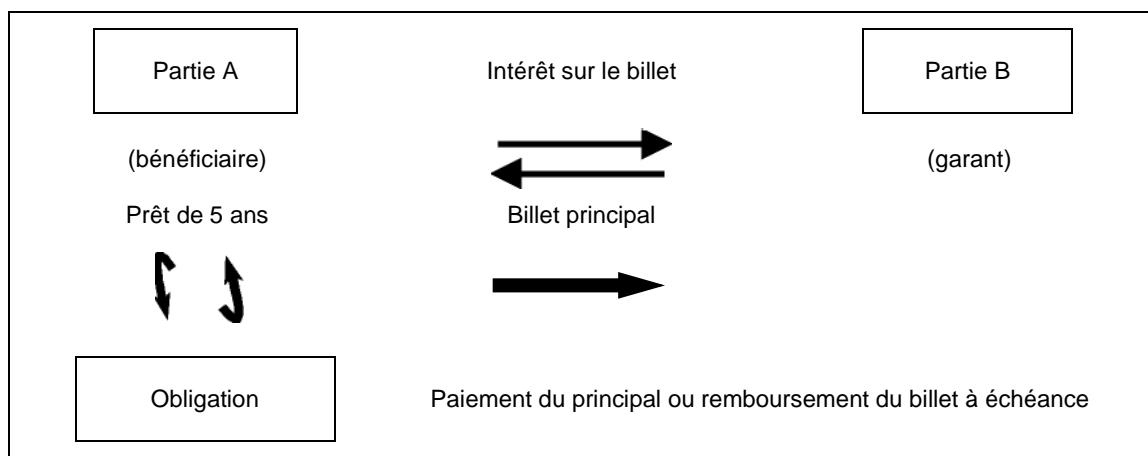 Partie A
Intérêt sur le billet
Partie B
(bénéficiaire)
(garant)
Prêt de 5 ans
Billet principal
Obligation
Paiement du principal ou remboursement du billet à échéance